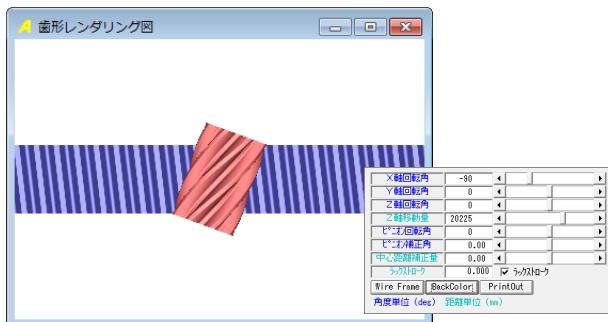 歯形レンダリング図
X軸回転角 -90
Y軸回転角 0
Z軸回転角 0
Z軸移動量 20225
ピニオン回転角 0
ピニオン補正角 0.00
中心距離補正量 0.00
ラックストローク 0.000 ラックストローク
Wire Frame BackColor PrintOut
角度単位 (deg) 距離単位 (mm)